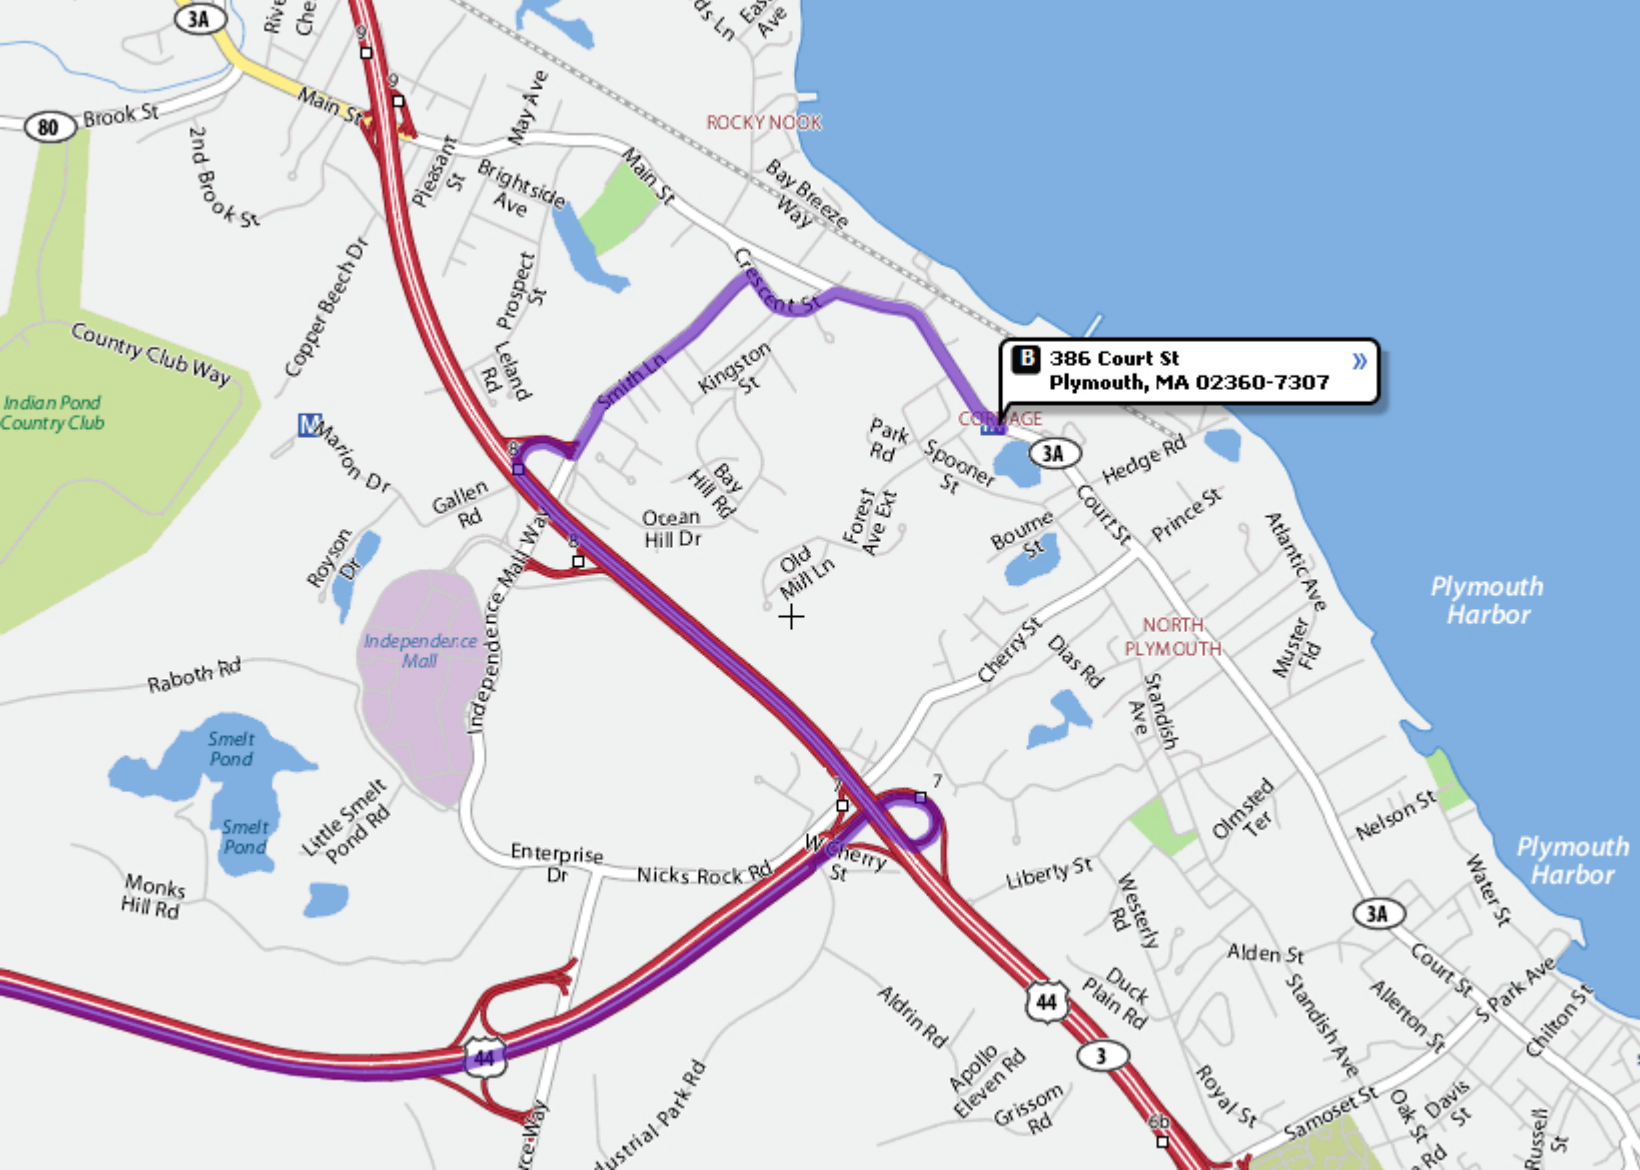 3A
Main St
9
9
80
Brook St
2nd Brook St
May Ave
Pleasant
St
Brightside
Ave
Main St
ROCKY NOOK
Bay Breeze
Way
Copper Beech Dr
Prospect
St
Crescent St
Country Club Way
Indian Pond
Country Club
Leland
Rd
Smith Ln
Kingston
St
B 386 Court St »
Plymouth, MA 02360-7307
3A
M
Marion Dr
8
Gallen
Rd
Park
Rd
Spooner
St
Hedge Rd
Bay
Hill Rd
Ocean
Hill Dr
Forest
Ave Ext
Court St
Prince St
Bourne
St
Atlantic Ave
Royson
Dr
8
Old
Mill Ln
Independence Mall Way
Independence
Mall
Plymouth
Harbor
NORTH
PLYMOUTH
Cherry St
Dias Rd
Muster
Fld
Raboth Rd
Standish
Ave
Smelt
Pond
Smelt
Pond
Little Smelt
Pond Rd
7
7
Olmsted
Ter
Nelson St
W Cherry
St
Enterprise
Dr
Nicks Rock Rd
Liberty St
Plymouth
Harbor
Water St
Monks
Hill Rd
Westerly
Rd
3A
Alden St
Court St
S Park Ave
Duck
Plain Rd
Standish Ave
Allerton St
Chilton St
44
44
3
Aldrin Rd
Apollo
Eleven Rd
Grissom
Rd
Royal St
Samoset St
Oak St
Davis
St
Russell
St
6b